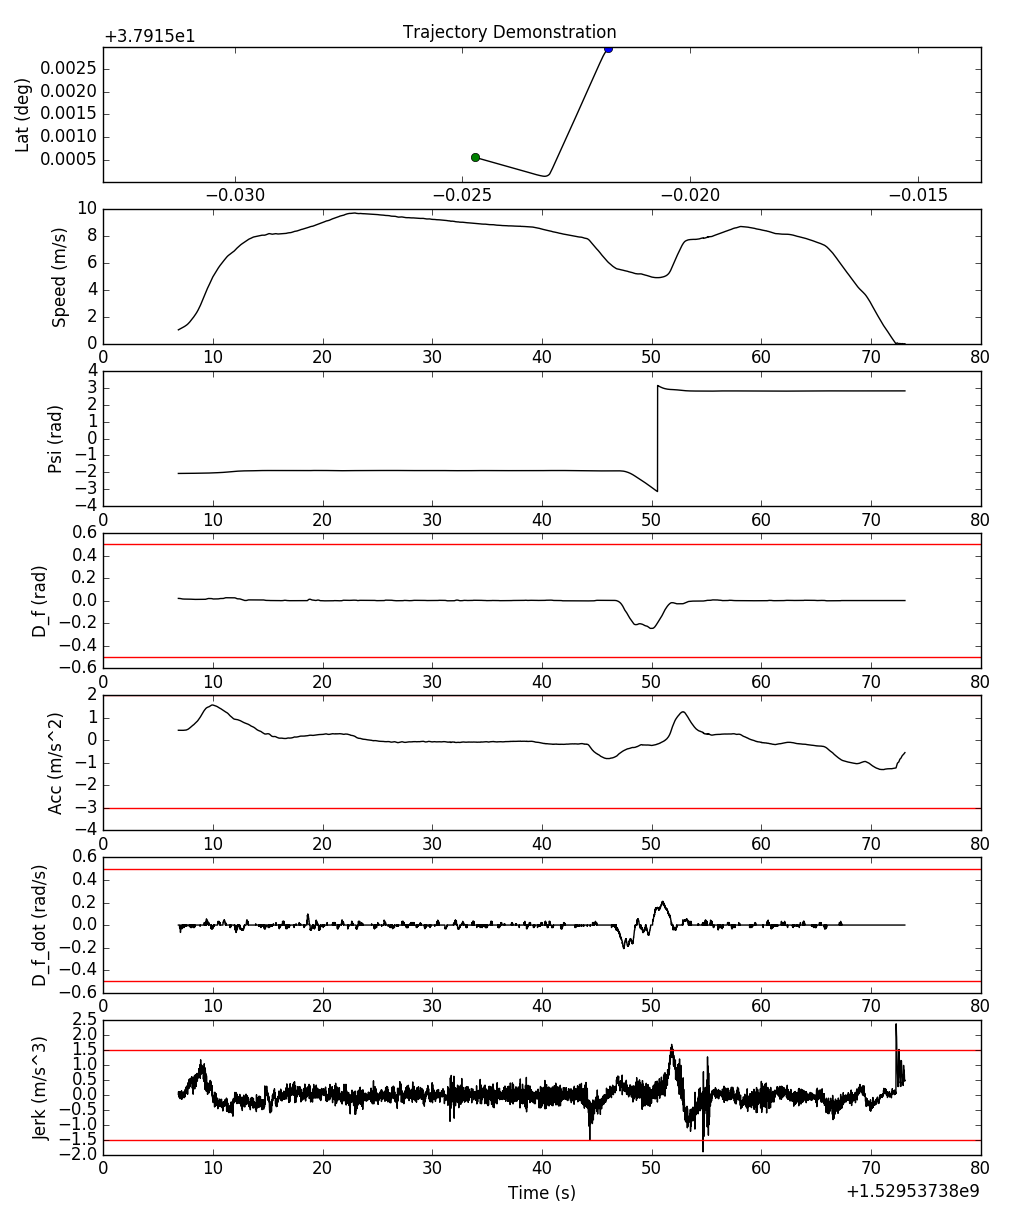 Trajectory Demonstration
+3.7915e1
Lat (deg)
0.0025
0.0020
0.0015
0.0010
0.0005
−0.030 −0.025 −0.020 −0.015
Speed (m/s)
10
8
6
4
2
0
0 10 20 30 40 50 60 70 80
Psi (rad)
4
3
2
1
0
−1
−2
−3
−4
0 10 20 30 40 50 60 70 80
D_f (rad)
0.6
0.4
0.2
0.0
−0.2
−0.4
−0.6
0 10 20 30 40 50 60 70 80
Acc (m/s^2)
2
1
0
−1
−2
−3
−4
0 10 20 30 40 50 60 70 80
D_f_dot (rad/s)
0.6
0.4
0.2
0.0
−0.2
−0.4
−0.6
0 10 20 30 40 50 60 70 80
Jerk (m/s^3)
2.5
2.0
1.5
1.0
0.5
0.0
−0.5
−1.0
−1.5
−2.0
0 10 20 30 40 50 60 70 80
Time (s)
+1.52953738e9